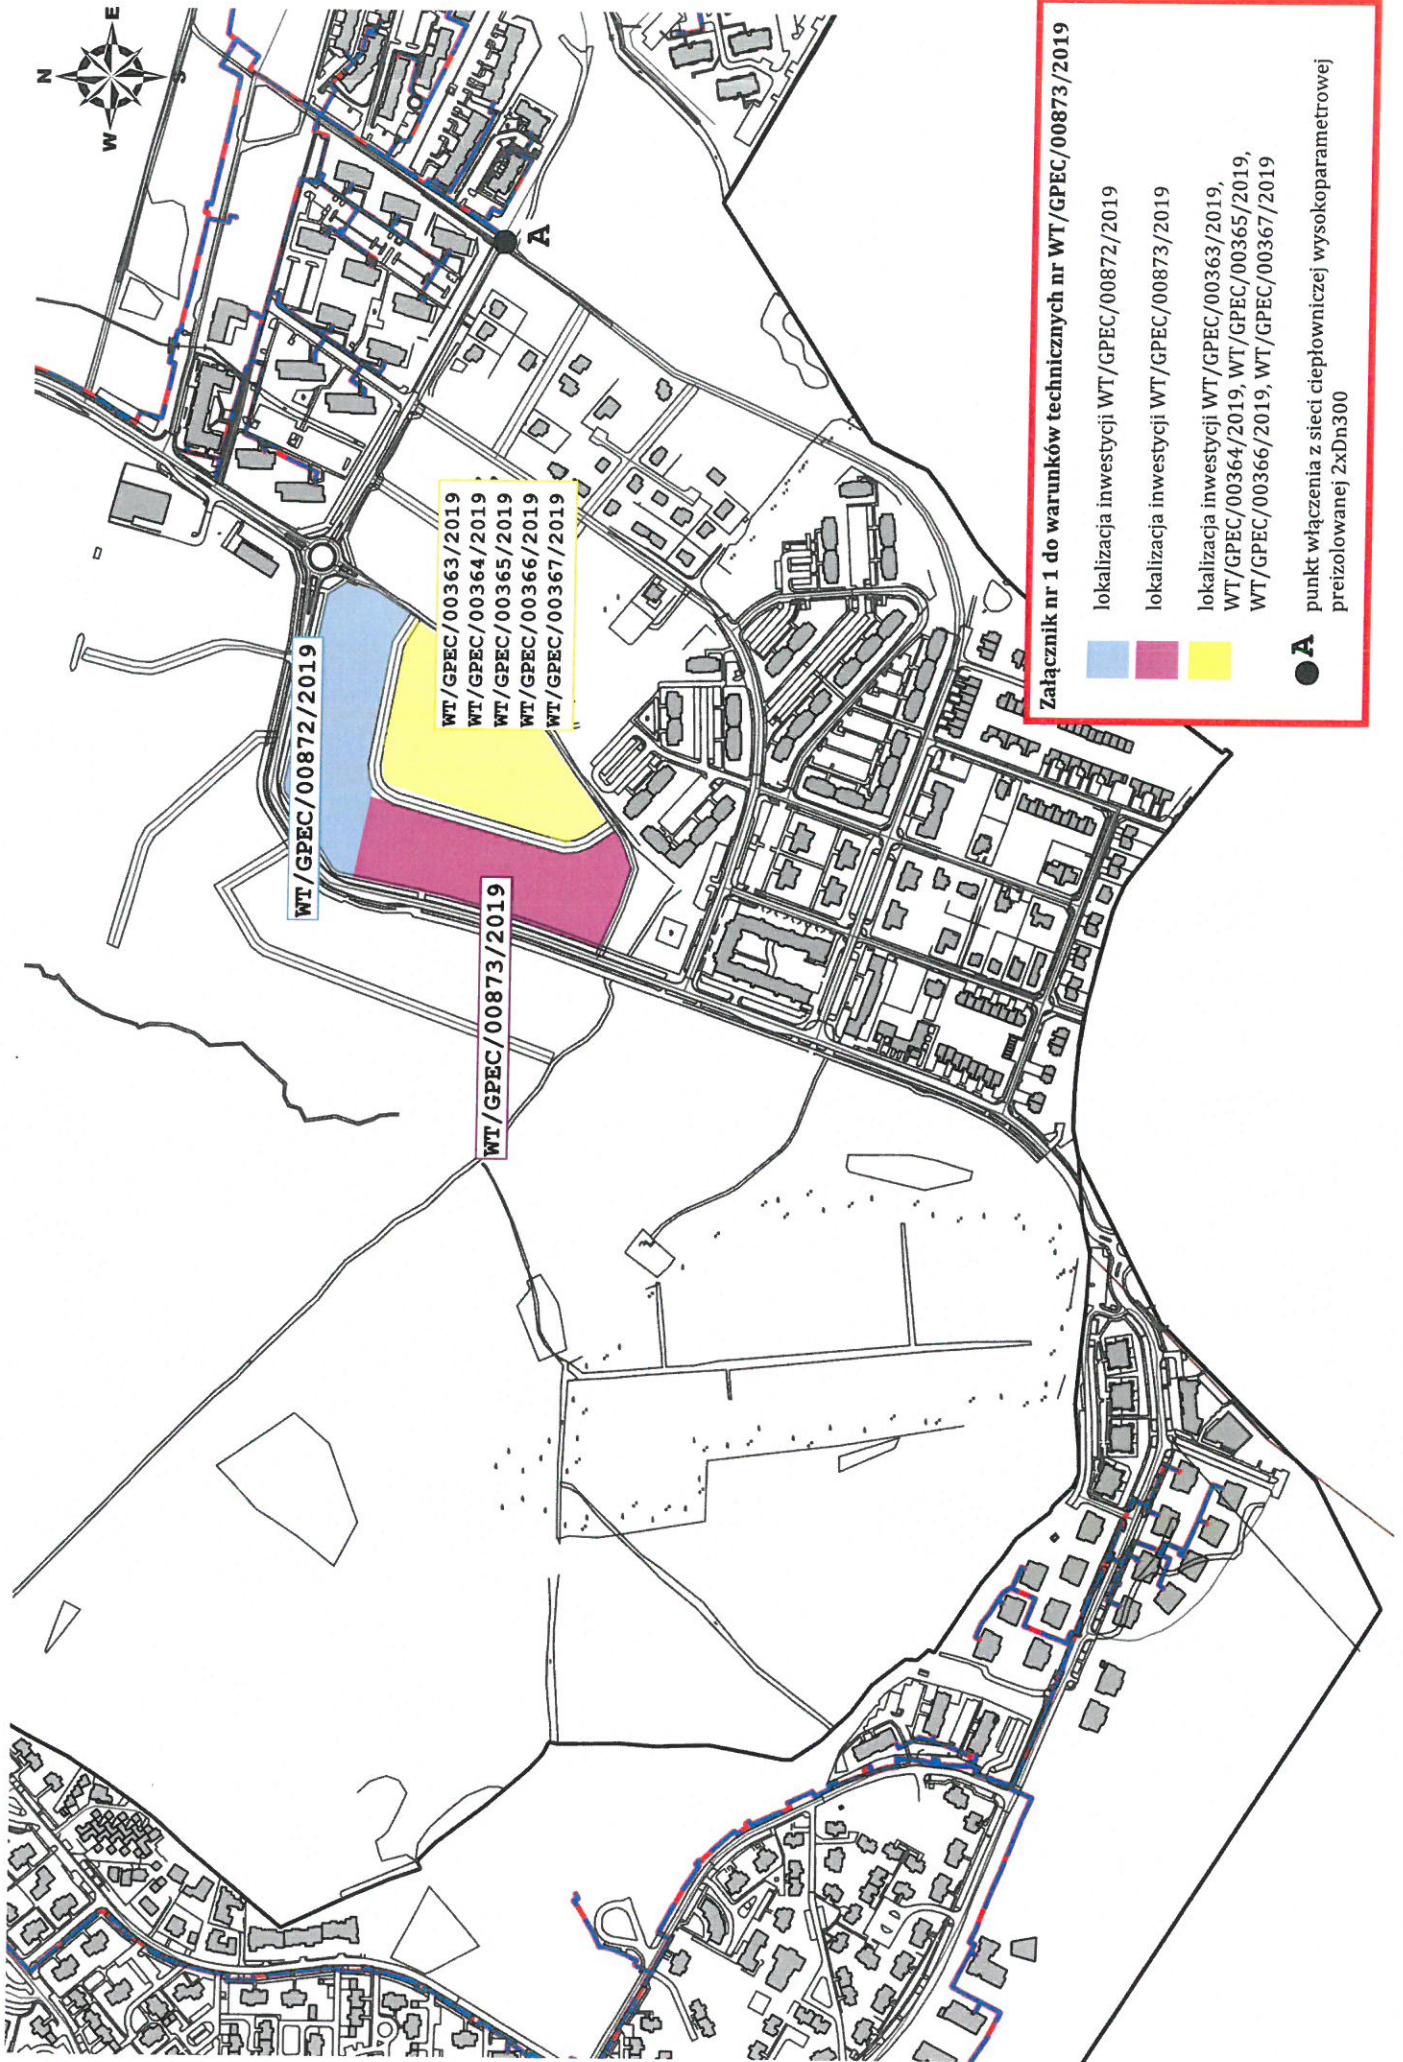 N
E
W
S
A
WT/GPEC/00872/2019
WT/GPEC/00363/2019
WT/GPEC/00364/2019
WT/GPEC/00365/2019
WT/GPEC/00366/2019
WT/GPEC/00367/2019
WT/GPEC/00873/2019
Załącznik nr 1 do warunków technicznych nr WT/GPEC/00873/2019
lokalizacja inwestycji WT/GPEC/00872/2019
lokalizacja inwestycji WT/GPEC/00873/2019
lokalizacja inwestycji WT/GPEC/00363/2019,
WT/GPEC/00364/2019, WT/GPEC/00365/2019,
WT/GPEC/00366/2019, WT/GPEC/00367/2019
A
punkt włączenia z sieci ciepłowniczej wysokoparametrowej
preizolowanej 2xDn300